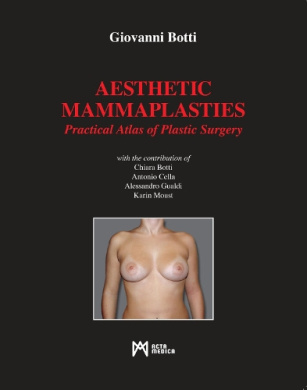 Giovanni Botti
AESTHETIC
MAMMAPLASTIES
Practical Atlas of Plastic Surgery
with the contribution of
Chiara Botti
Antonio Cella
Alessandro Gualdi
Karin Moust
ACTA
MEDICA